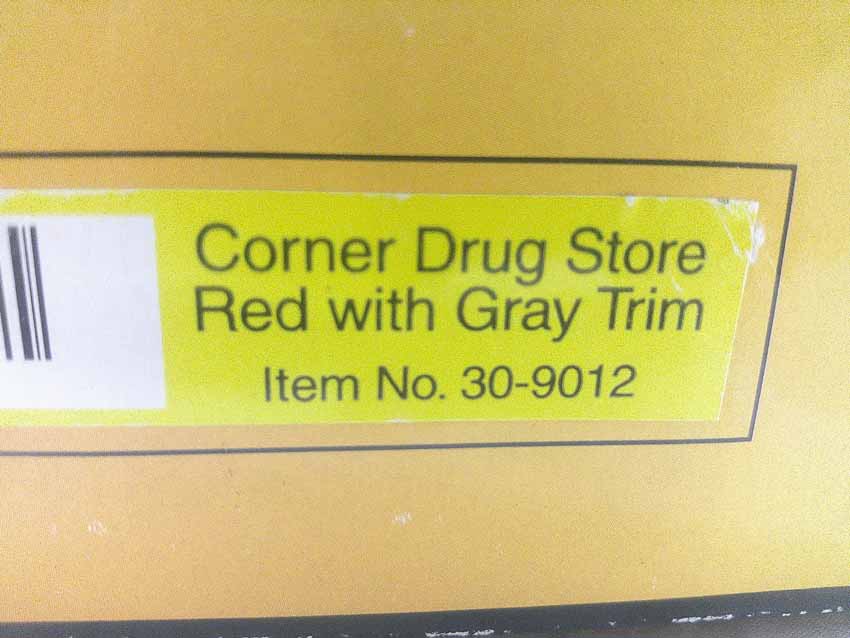 Corner Drug Store
Red with Gray Trim
Item No. 30-9012